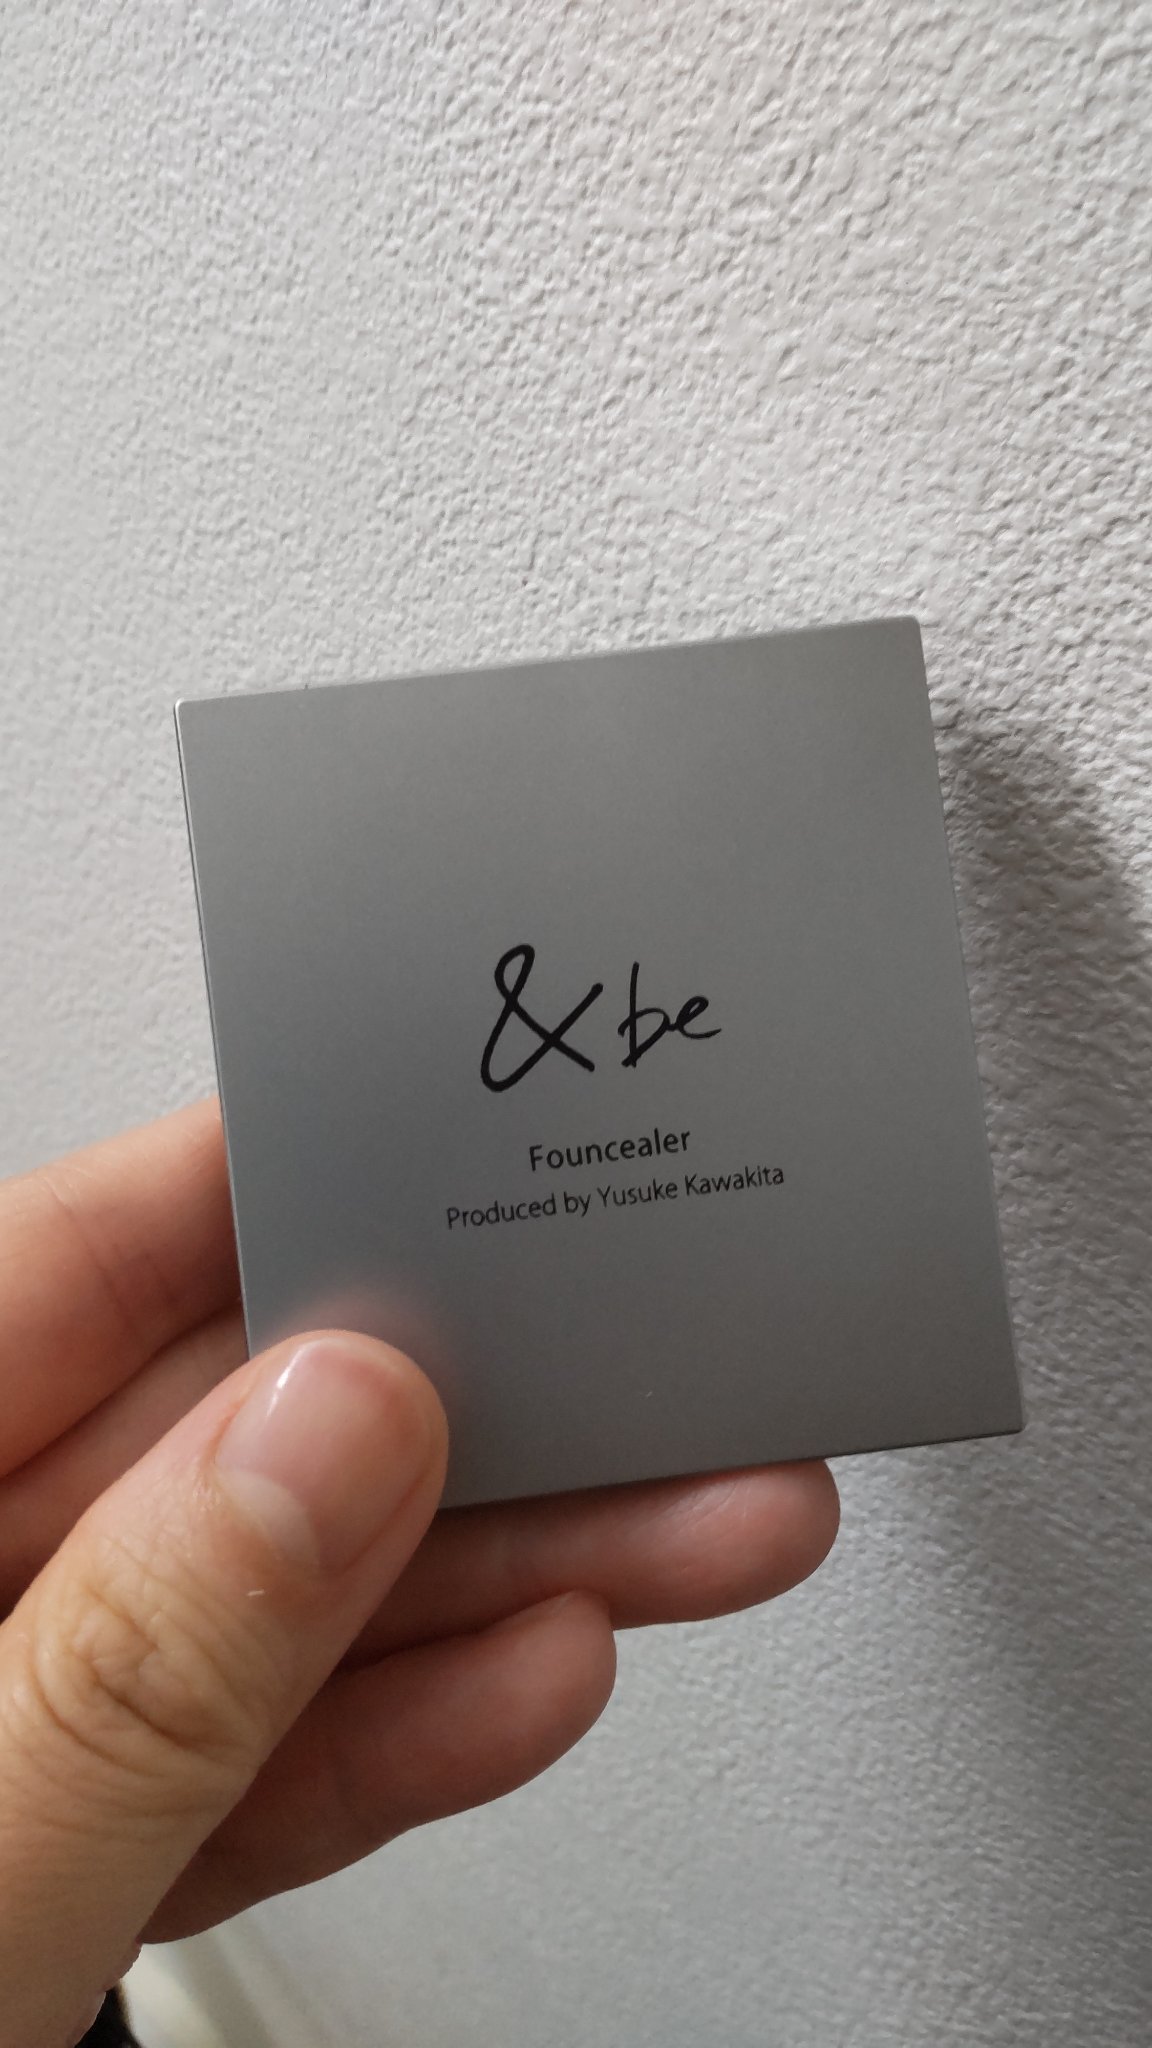 & be
Founcealer
Produced by Yusuke Kawakita